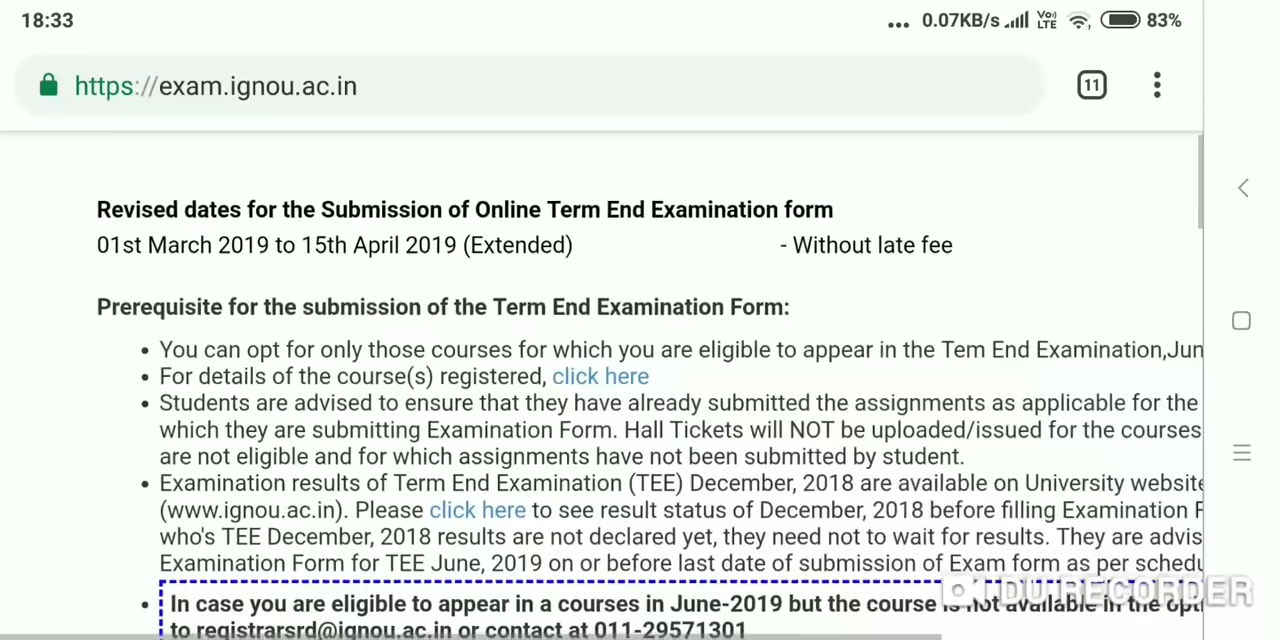 18:33 ... 0.07KB/s Vo) LTE 83%
https://exam.ignou.ac.in 11
Revised dates for the Submission of Online Term End Examination form
01st March 2019 to 15th April 2019 (Extended) - Without late fee
Prerequisite for the submission of the Term End Examination Form:
• You can opt for only those courses for which you are eligible to appear in the Tem End Examination,Jun
• For details of the course(s) registered, click here
• Students are advised to ensure that they have already submitted the assignments as applicable for the
which they are submitting Examination Form. Hall Tickets will NOT be uploaded/issued for the courses
are not eligible and for which assignments have not been submitted by student.
• Examination results of Term End Examination (TEE) December, 2018 are available on University website
(www.ignou.ac.in). Please click here to see result status of December, 2018 before filling Examination F
who's TEE December, 2018 results are not declared yet, they need not to wait for results. They are advis
Examination Form for TEE June, 2019 on or before last date of submission of Exam form as per schedu
• In case you are eligible to appear in a courses in June-2019 but the course is not available in the opt
to registrarsrd@ignou.ac.in or contact at 011-29571301
DU RECORDER